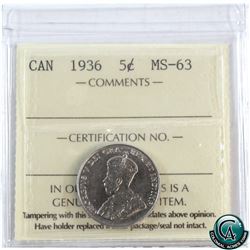 CAN 1936 5¢ MS-63
— COMMENTS —
— CERTIFICATION NO. —
IN OU S IS A
GENU ITEM.
Tampering with this dates above opinion.
Have holder replaced package/seal not intact.